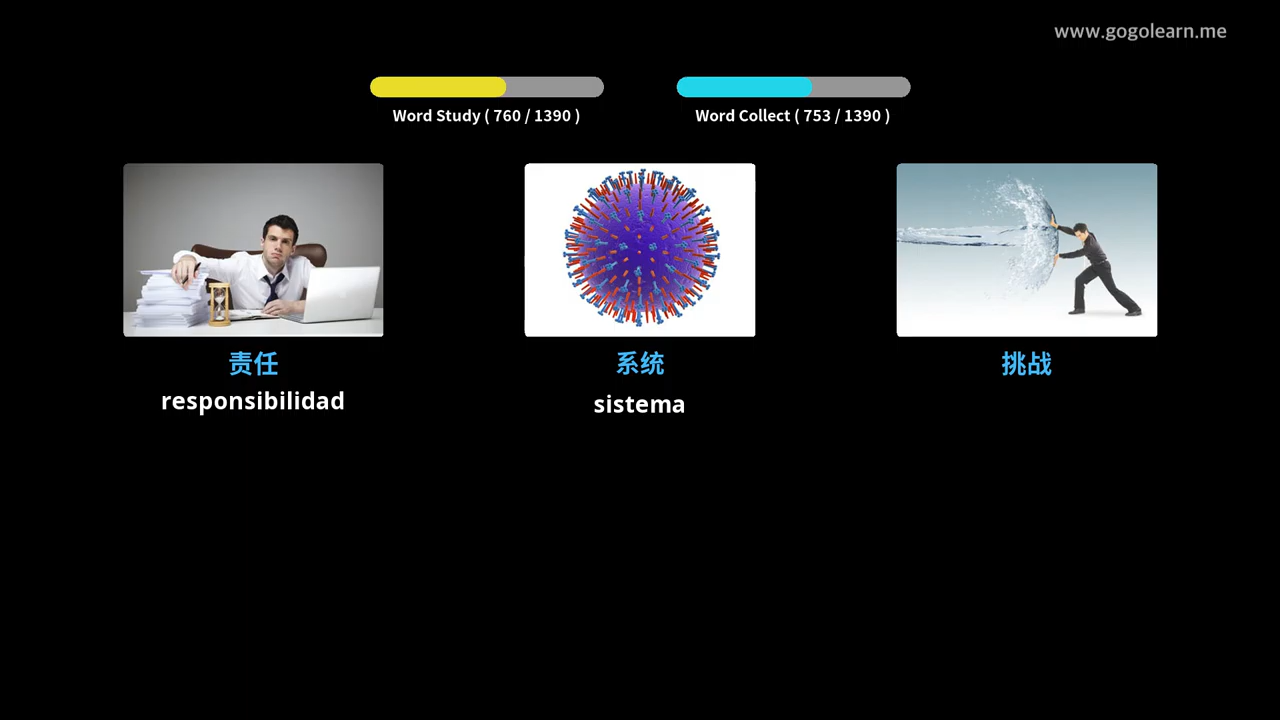 www.gogolearn.me
Word Study ( 760 / 1390 )
Word Collect ( 753 / 1390 )
责任
系统
挑战
responsibilidad
sistema